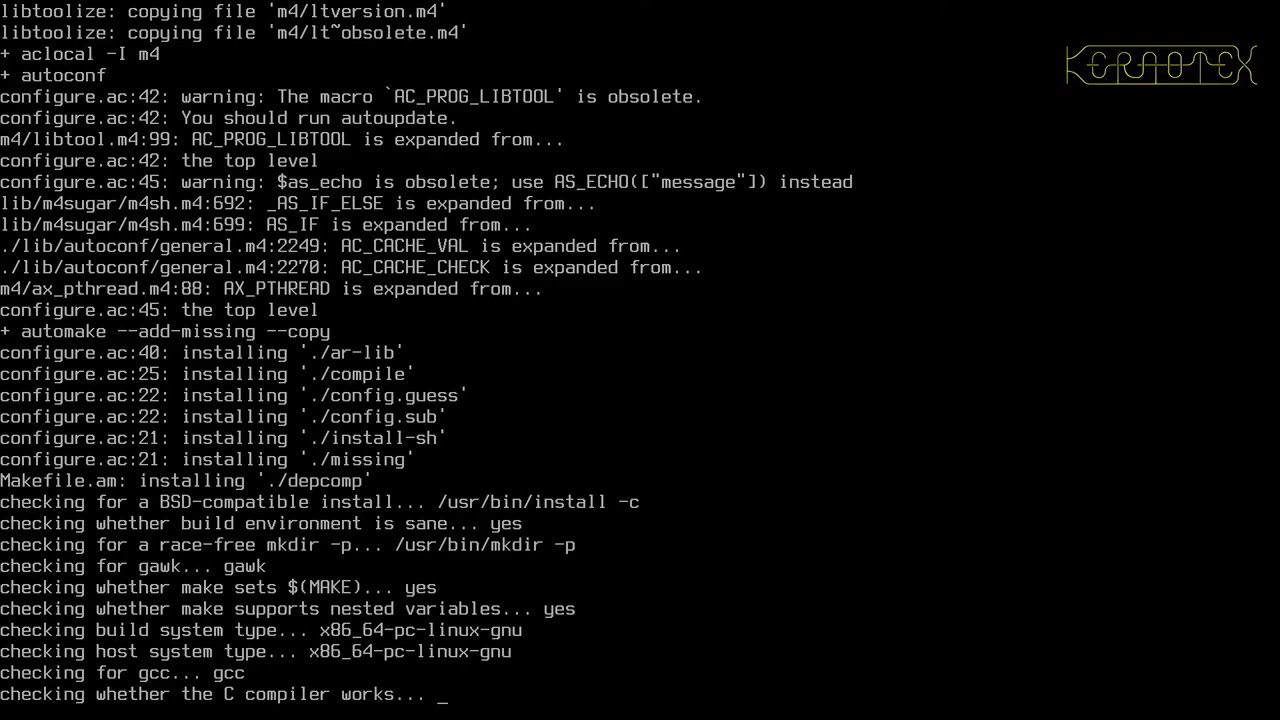 libtoolize: copying file 'm4/ltversion.m4'
libtoolize: copying file 'm4/lt~obsolete.m4'
+ aclocal -I m4
+ autoconf
configure.ac:42: warning: The macro `AC_PROG_LIBTOOL' is obsolete.
configure.ac:42: You should run autoupdate.
m4/libtool.m4:99: AC_PROG_LIBTOOL is expanded from...
configure.ac:42: the top level
configure.ac:45: warning: $as_echo is obsolete; use AS_ECHO(["message"]) instead
lib/m4sugar/m4sh.m4:692: _AS_IF_ELSE is expanded from...
lib/m4sugar/m4sh.m4:699: AS_IF is expanded from...
./lib/autoconf/general.m4:2249: AC_CACHE_VAL is expanded from...
./lib/autoconf/general.m4:2270: AC_CACHE_CHECK is expanded from...
m4/ax_pthread.m4:88: AX_PTHREAD is expanded from...
configure.ac:45: the top level
+ automake --add-missing --copy
configure.ac:40: installing './ar-lib'
configure.ac:25: installing './compile'
configure.ac:22: installing './config.guess'
configure.ac:22: installing './config.sub'
configure.ac:21: installing './install-sh'
configure.ac:21: installing './missing'
Makefile.am: installing './depcomp'
checking for a BSD-compatible install... /usr/bin/install -c
checking whether build environment is sane... yes
checking for a race-free mkdir -p... /usr/bin/mkdir -p
checking for gawk... gawk
checking whether make sets $(MAKE)... yes
checking whether make supports nested variables... yes
checking build system type... x86_64-pc-linux-gnu
checking host system type... x86_64-pc-linux-gnu
checking for gcc... gcc
checking whether the C compiler works... _
KERAOTEX